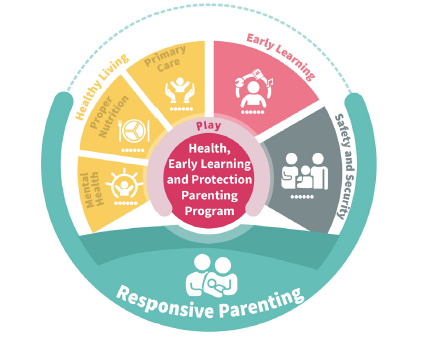 Healthy Living
Primary
Care
Early Learning
Proper
Nutrition
Mental
Health
Safety and Security
Play
Health,
Early Learning
and Protection
Parenting
Program
Responsive Parenting